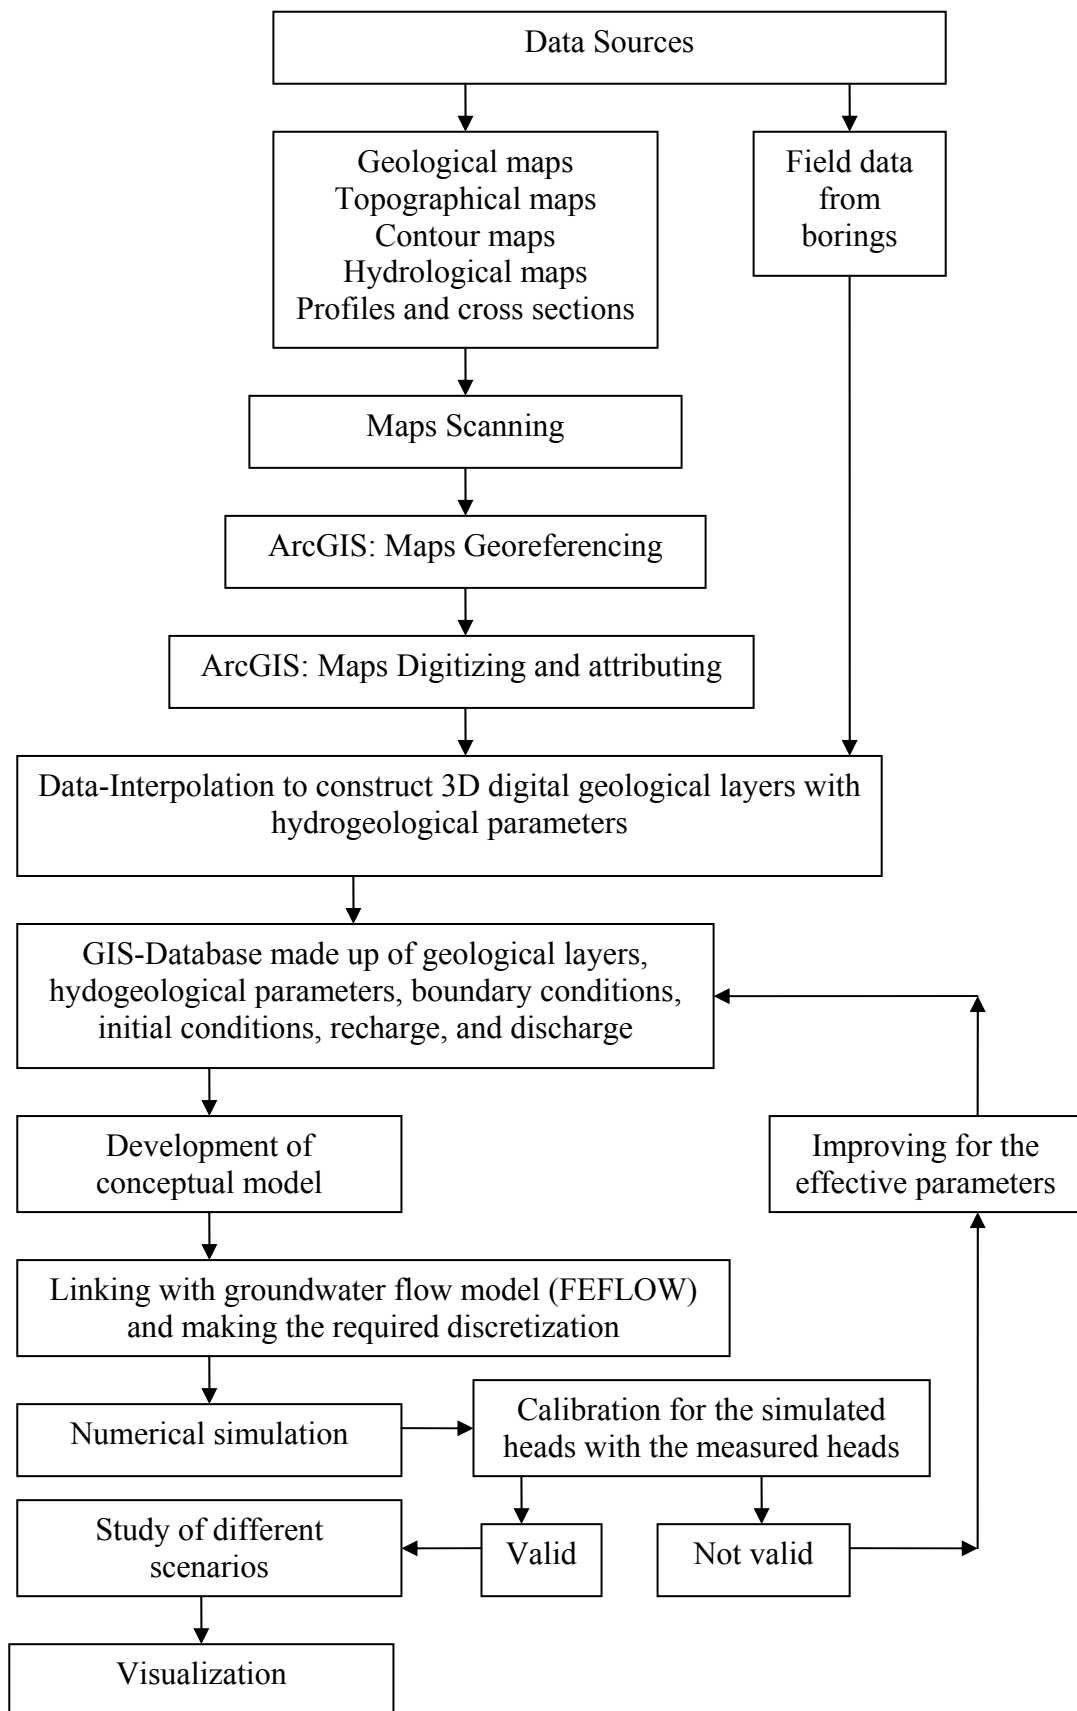 Data Sources
Geological maps
Topographical maps
Contour maps
Hydrological maps
Profiles and cross sections
Field data
from
borings
Maps Scanning
ArcGIS: Maps Georeferencing
ArcGIS: Maps Digitizing and attributing
Data-Interpolation to construct 3D digital geological layers with
hydrogeological parameters
GIS-Database made up of geological layers,
hydogeological parameters, boundary conditions,
initial conditions, recharge, and discharge
Development of
conceptual model
Improving for the
effective parameters
Linking with groundwater flow model (FEFLOW)
and making the required discretization
Numerical simulation
Calibration for the simulated
heads with the measured heads
Study of different
scenarios
Valid
Not valid
Visualization